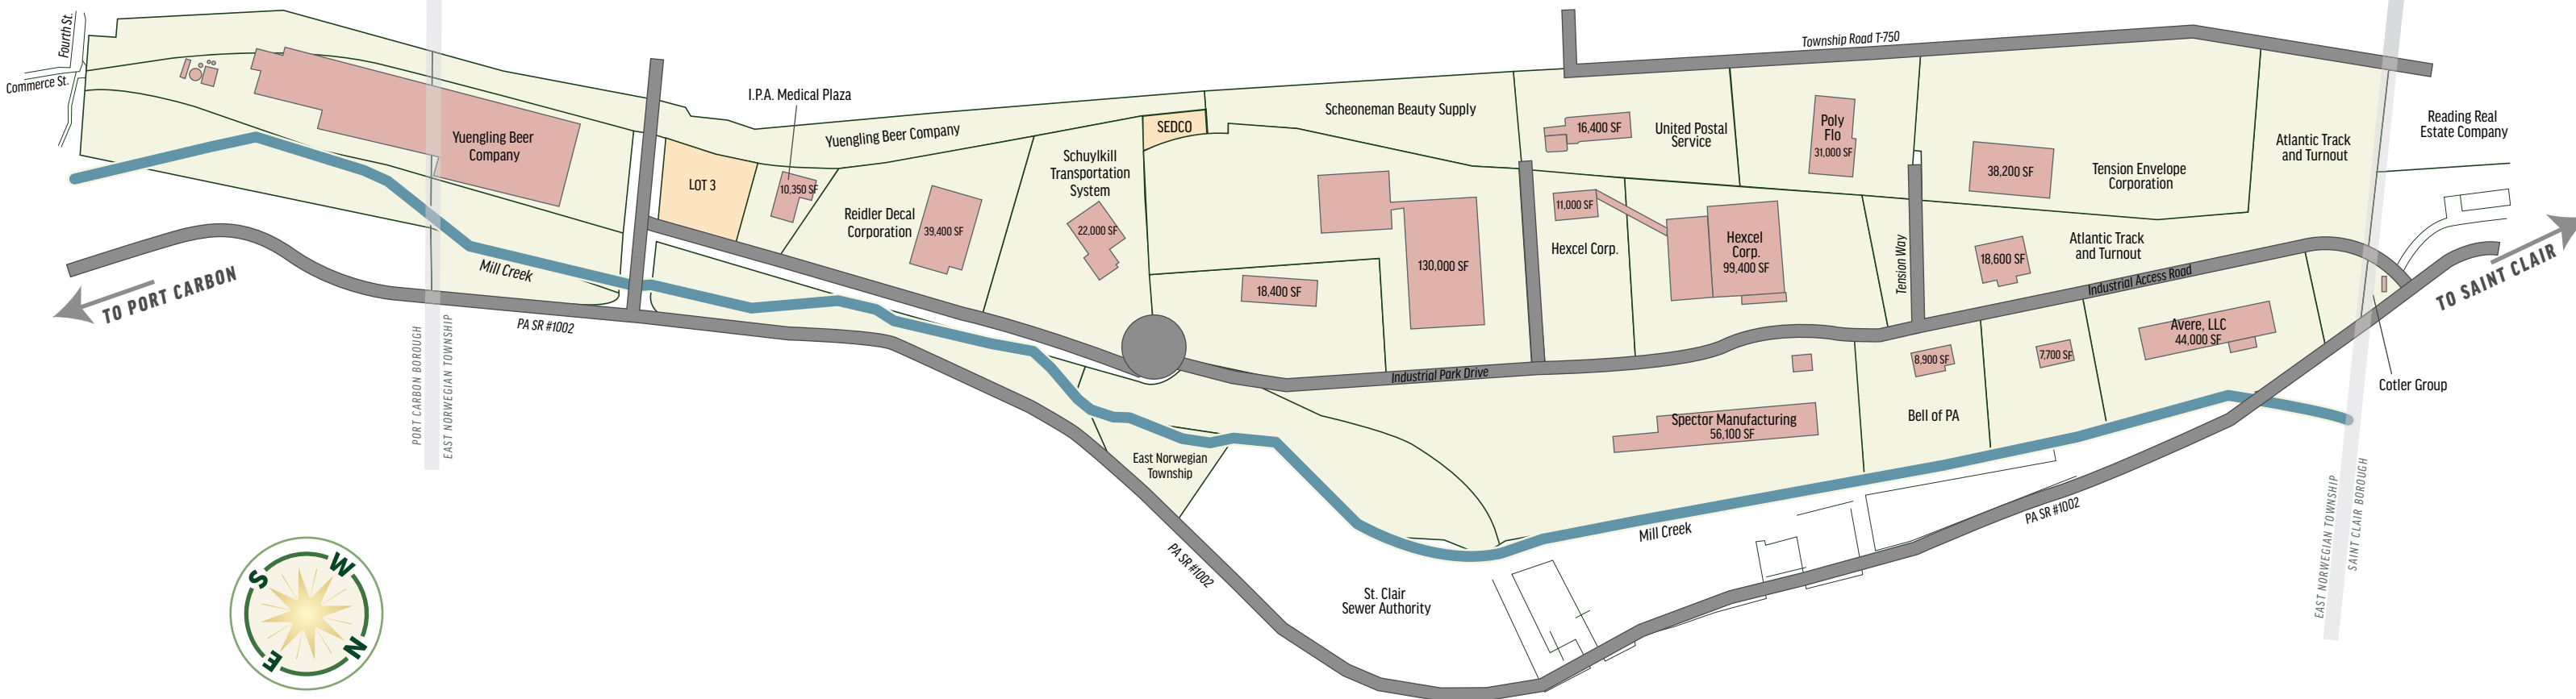 Fourth St.
Commerce St.
TO PORT CARBON
Yuengling Beer
Company
PORT CARBON BOROUGH
EAST NORWEGIAN TOWNSHIP
Mill Creek
PA SR #1002
LOT 3
I.P.A. Medical Plaza
10,350 SF
Yuengling Beer Company
Reidler Decal
Corporation
39,400 SF
Schuylkill
Transportation
System
22,000 SF
SEDCO
Scheoneman Beauty Supply
18,400 SF
130,000 SF
Industrial Park Drive
East Norwegian
Township
PA SR #1002
St. Clair
Sewer Authority
Township Road T-750
16,400 SF
United Postal
Service
Poly
Flo
31,000 SF
11,000 SF
Hexcel Corp.
Hexcel
Corp.
99,400 SF
Tension Way
38,200 SF
Tension Envelope
Corporation
Atlantic Track
and Turnout
Reading Real
Estate Company
18,600 SF
Atlantic Track
and Turnout
Industrial Access Road
TO SAINT CLAIR
Spector Manufacturing
56,100 SF
8,900 SF
Bell of PA
7,700 SF
Avere, LLC
44,000 SF
Cotler Group
Mill Creek
PA SR #1002
EAST NORWEGIAN TOWNSHIP
SAINT CLAIR BOROUGH
S
W
E
N